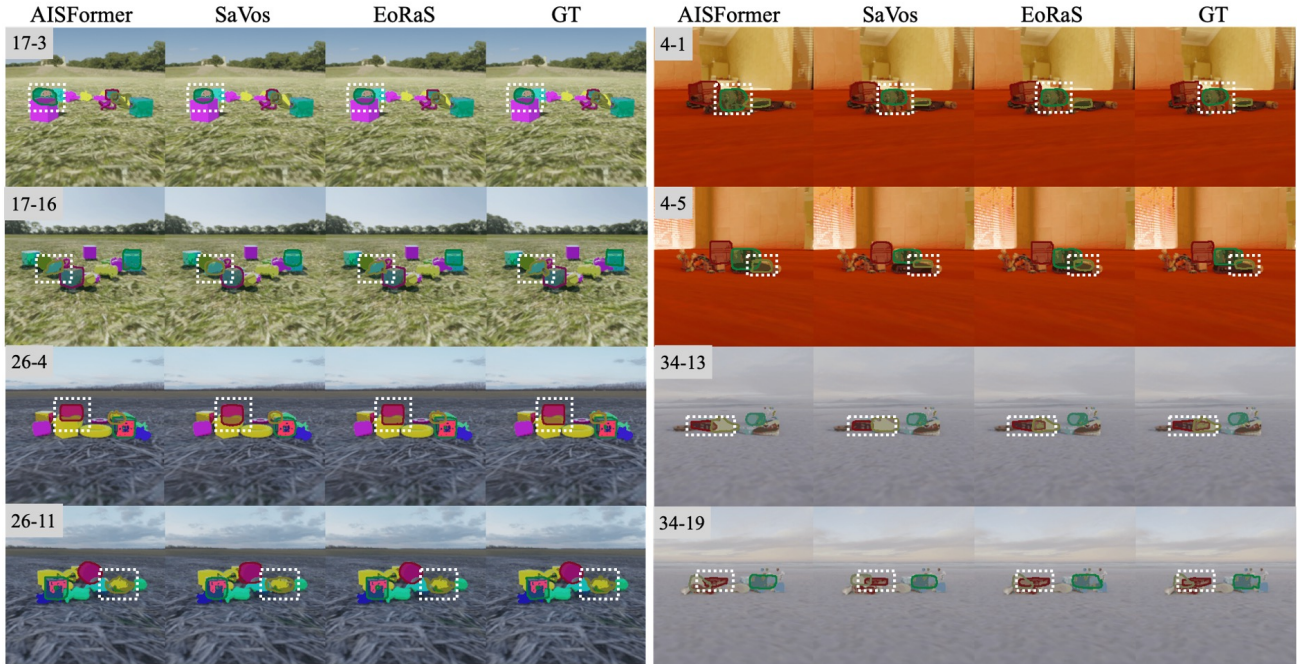 AISFormer SaVos EoRaS GT AISFormer SaVos EoRaS GT
17-3 4-1
17-16 4-5
26-4 34-13
26-11 34-19